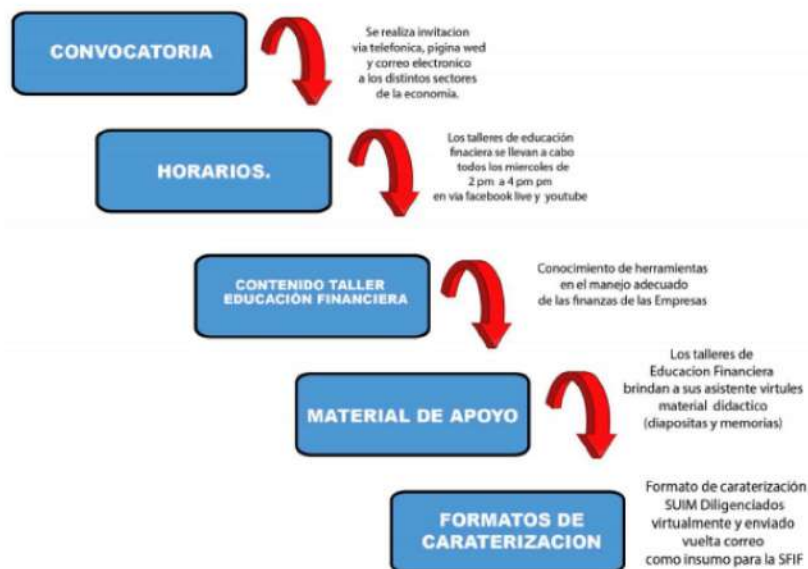 CONVOCATORIA
Se realiza invitacion
via telefonica, pigina wed
y correo electronico
a los distintos sectores
de la economia.
HORARIOS.
Los talleres de educación
finaciera se llevan a cabo
todos los miercoles de
2 pm a 4 pm pm
en via facebook live y youtube
CONTENIDO TALLER
EDUCACIÓN FINANCIERA
Conocimiento de herramientas
en el manejo adecuado
de las finanzas de las Empresas
MATERIAL DE APOYO
Los talleres de
Educacion Financiera
brindan a sus asistente virtules
material didactico
(diapositas y memorias)
FORMATOS DE
CARATERIZACION
Formato de caraterización
SUIM Diligenciados
virtualmente y enviado
vuelta correo
como insumo para la SFIF